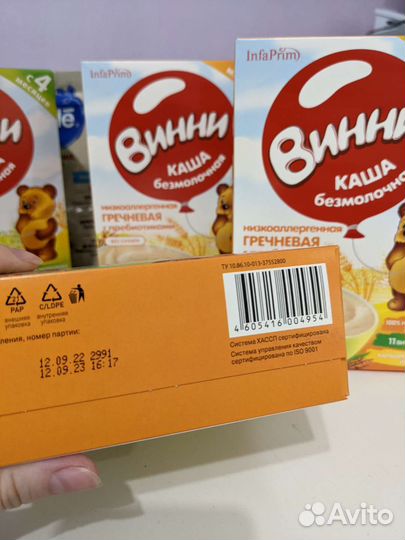 InfaPrim
ВИННИ
КАША
безмолочная
низкоаллергенная
ГРЕЧНЕВАЯ
InfaPrim
ВИННИ
КАША
безмолочная
низкоаллергенная
ГРЕЧНЕВАЯ
с пребиотиками
с 4
месяцев
ТУ 10.86.10-013-37552800
21
PAP
внешняя
упаковка
C/LDPE
внутренняя
упаковка
номер партии:
12.09.22 2991
12.09.23 16:17
4 605416 004954
Система ХАССП сертифицирована
Система управления качеством
сертифицирована по ISO 9001
Avito